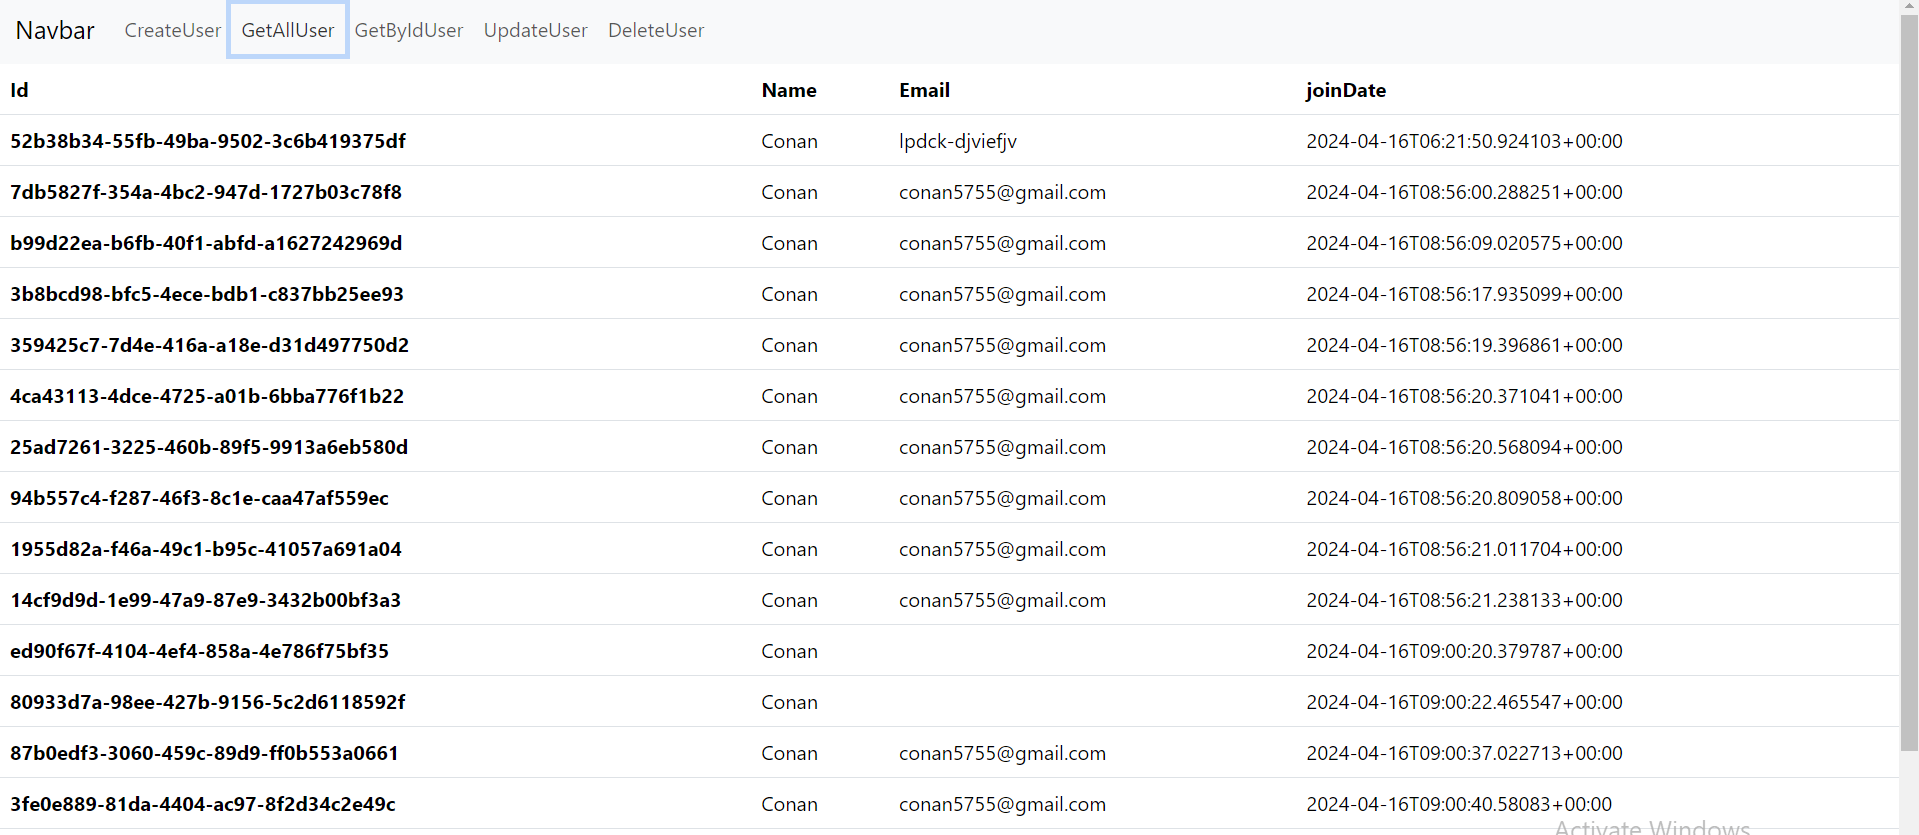 Navbar CreateUser GetAllUser GetByIdUser UpdateUser DeleteUser
Id Name Email joinDate
52b38b34-55fb-49ba-9502-3c6b419375df Conan lpdck-djviefjv 2024-04-16T06:21:50.924103+00:00
7db5827f-354a-4bc2-947d-1727b03c78f8 Conan conan5755@gmail.com 2024-04-16T08:56:00.288251+00:00
b99d22ea-b6fb-40f1-abfd-a1627242969d Conan conan5755@gmail.com 2024-04-16T08:56:09.020575+00:00
3b8bcd98-bfc5-4ece-bdb1-c837bb25ee93 Conan conan5755@gmail.com 2024-04-16T08:56:17.935099+00:00
359425c7-7d4e-416a-a18e-d31d497750d2 Conan conan5755@gmail.com 2024-04-16T08:56:19.396861+00:00
4ca43113-4dce-4725-a01b-6bba776f1b22 Conan conan5755@gmail.com 2024-04-16T08:56:20.371041+00:00
25ad7261-3225-460b-89f5-9913a6eb580d Conan conan5755@gmail.com 2024-04-16T08:56:20.568094+00:00
94b557c4-f287-46f3-8c1e-caa47af559ec Conan conan5755@gmail.com 2024-04-16T08:56:20.809058+00:00
1955d82a-f46a-49c1-b95c-41057a691a04 Conan conan5755@gmail.com 2024-04-16T08:56:21.011704+00:00
14cf9d9d-1e99-47a9-87e9-3432b00bf3a3 Conan conan5755@gmail.com 2024-04-16T08:56:21.238133+00:00
ed90f67f-4104-4ef4-858a-4e786f75bf35 Conan 2024-04-16T09:00:20.379787+00:00
80933d7a-98ee-427b-9156-5c2d6118592f Conan 2024-04-16T09:00:22.465547+00:00
87b0edf3-3060-459c-89d9-ff0b553a0661 Conan conan5755@gmail.com 2024-04-16T09:00:37.022713+00:00
3fe0e889-81da-4404-ac97-8f2d34c2e49c Conan conan5755@gmail.com 2024-04-16T09:00:40.58083+00:00
Activate Windows